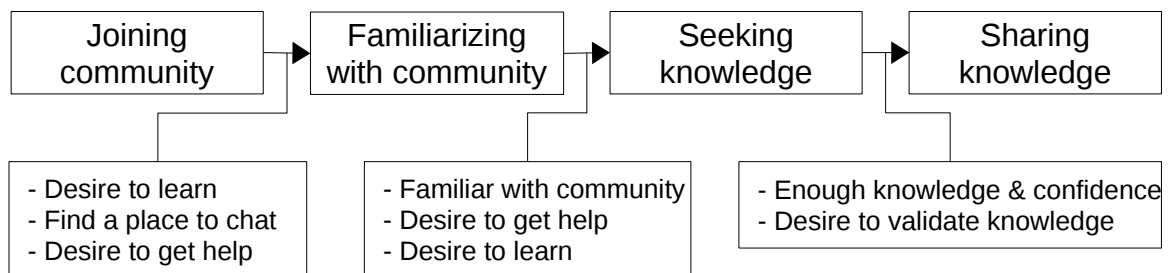 Joining
community
Familiarizing
with community
Seeking
knowledge
Sharing
knowledge
- Desire to learn
- Find a place to chat
- Desire to get help
- Familiar with community
- Desire to get help
- Desire to learn
- Enough knowledge & confidence
- Desire to validate knowledge